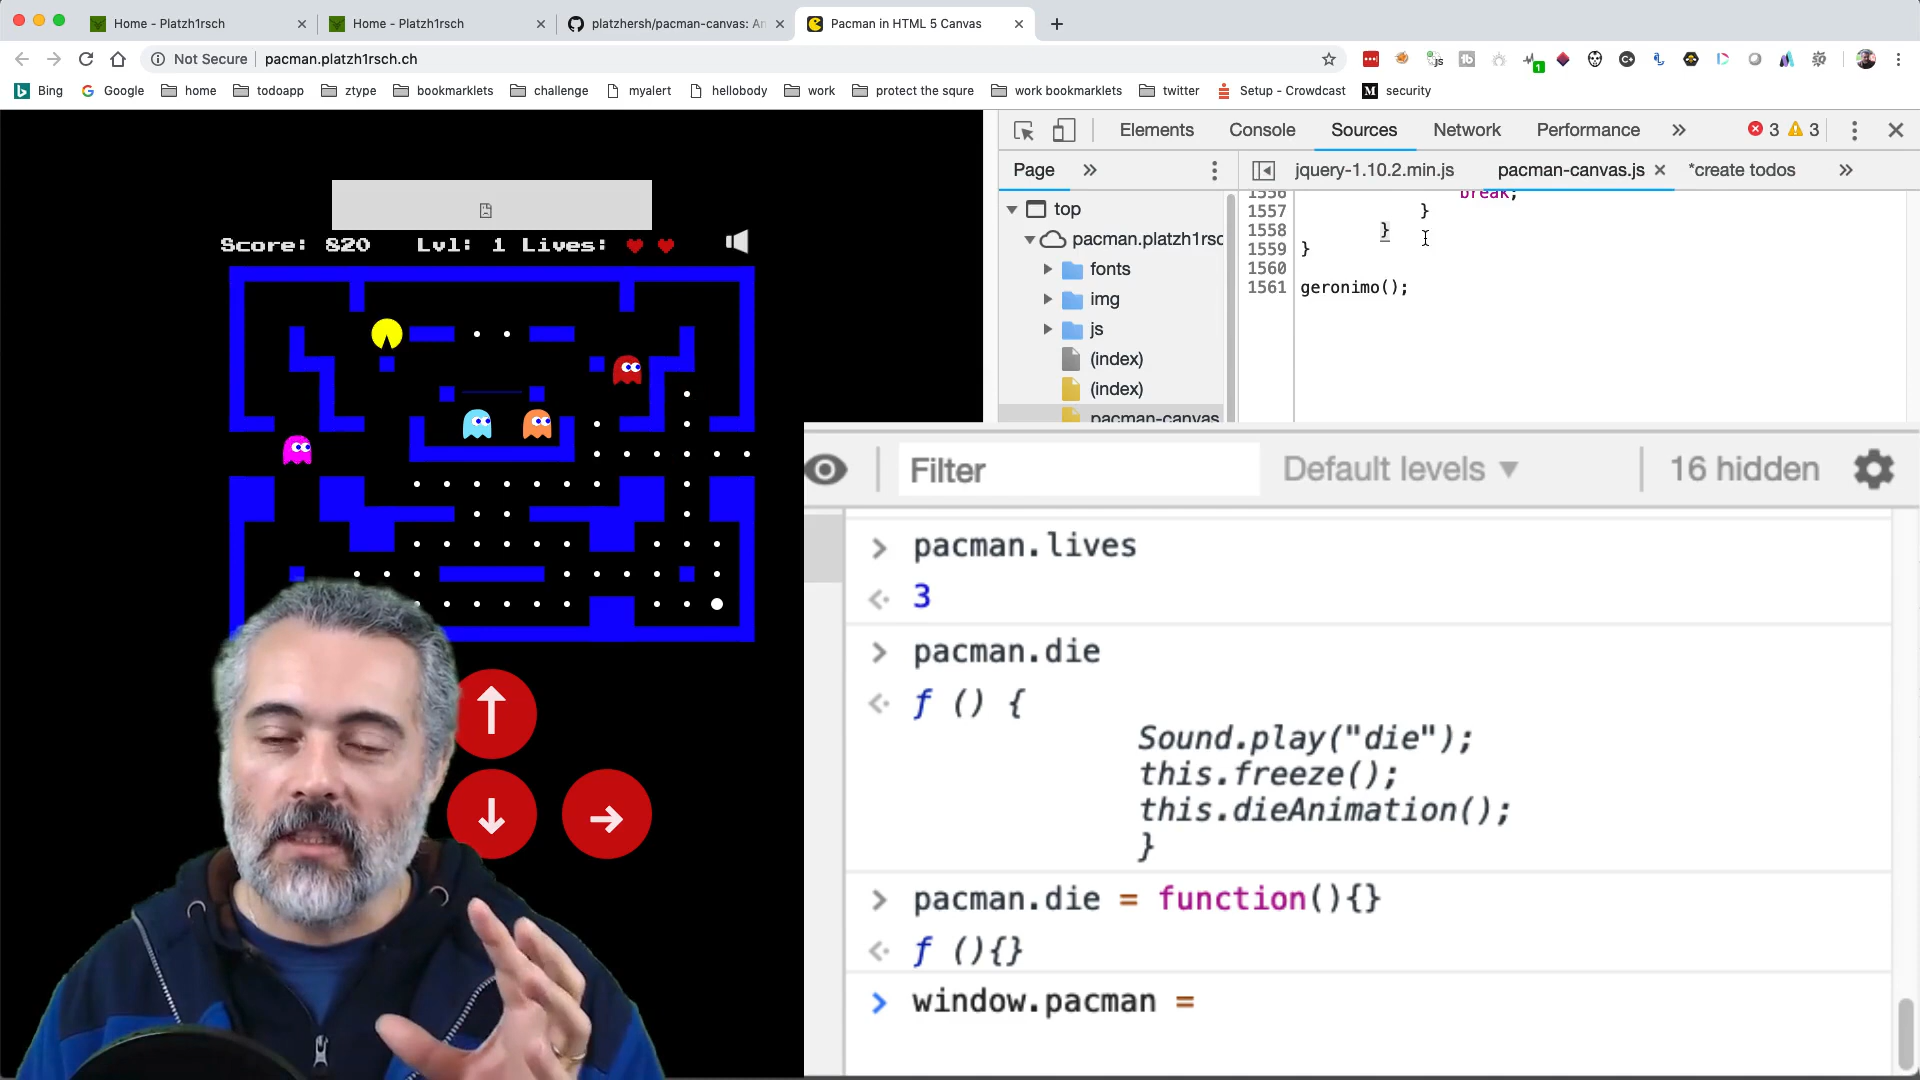 Home - Platzh1rsch
Home - Platzh1rsch
platzhersh/pacman-canvas: An
Pacman in HTML 5 Canvas
Not Secure
pacman.platzh1rsch.ch
1
Bing
Google
home
todoapp
ztype
bookmarklets
challenge
myalert
hellobody
work
protect the squre
work bookmarklets
twitter
Setup - Crowdcast
M security
Score: 820 Lvl: 1 Lives:
Elements
Console
Sources
Network
Performance
»
3
3
Page
»
jquery-1.10.2.min.js
pacman-canvas.js
*create todos
»
top
pacman.platzh1rsc
fonts
img
js
(index)
(index)
pacman-canvas
1556 break;
1557 }
1558 }
1559 }
1560
1561 geronimo();
Filter
Default levels ▼
16 hidden
> pacman.lives
3
> pacman.die
f () {
Sound.play("die");
this.freeze();
this.dieAnimation();
}
> pacman.die = function(){}
f (){}
> window.pacman =